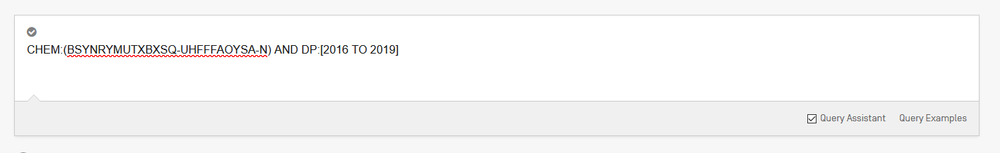 CHEM:(BSYNRYMUTXBXSQ-UHFFFAOYSA-N) AND DP:[2016 TO 2019]
Query Assistant Query Examples